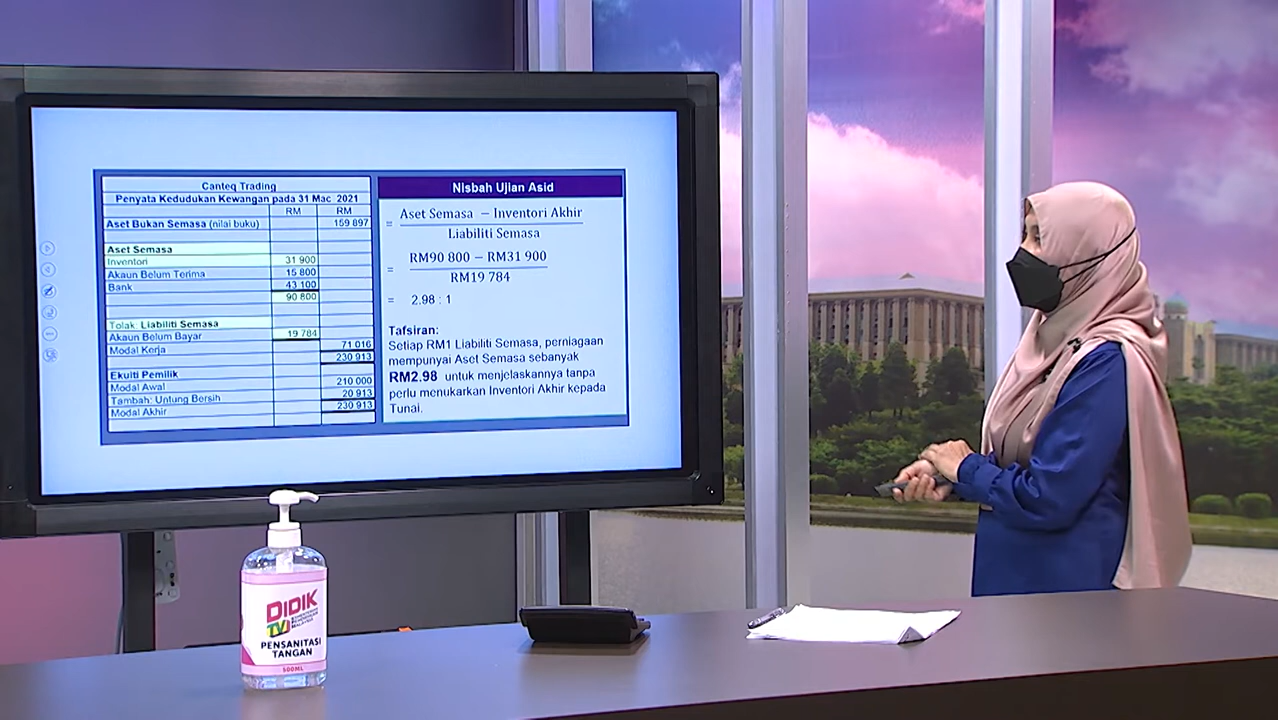 Canteq Trading
Penyata Kedudukan Kewangan pada 31 Mac 2021
RM RM
Aset Bukan Semasa (nilai buku) 159 897
Aset Semasa
Inventori 31 900
Akaun Belum Terima 15 800
Bank 43 100
90 800
Tolak: Liabiliti Semasa
Akaun Belum Bayar 19 784
Modal Kerja 71 016
230 913
Ekuiti Pemilik
Modal Awal 210 000
Tambah: Untung Bersih 20 913
Modal Akhir 230 913
Nisbah Ujian Asid
= Aset Semasa − Inventori Akhir
Liabiliti Semasa
= RM90 800 − RM31 900
RM19 784
= 2.98 : 1
Tafsiran:
Setiap RM1 Liabiliti Semasa, perniagaan
mempunyai Aset Semasa sebanyak
RM2.98 untuk menjelaskannya tanpa
perlu menukarkan Inventori Akhir kepada
Tunai.
DIDIK
TV
KEMENTERIAN
PENDIDIKAN
MALAYSIA
PENSANITASI
TANGAN
500ML